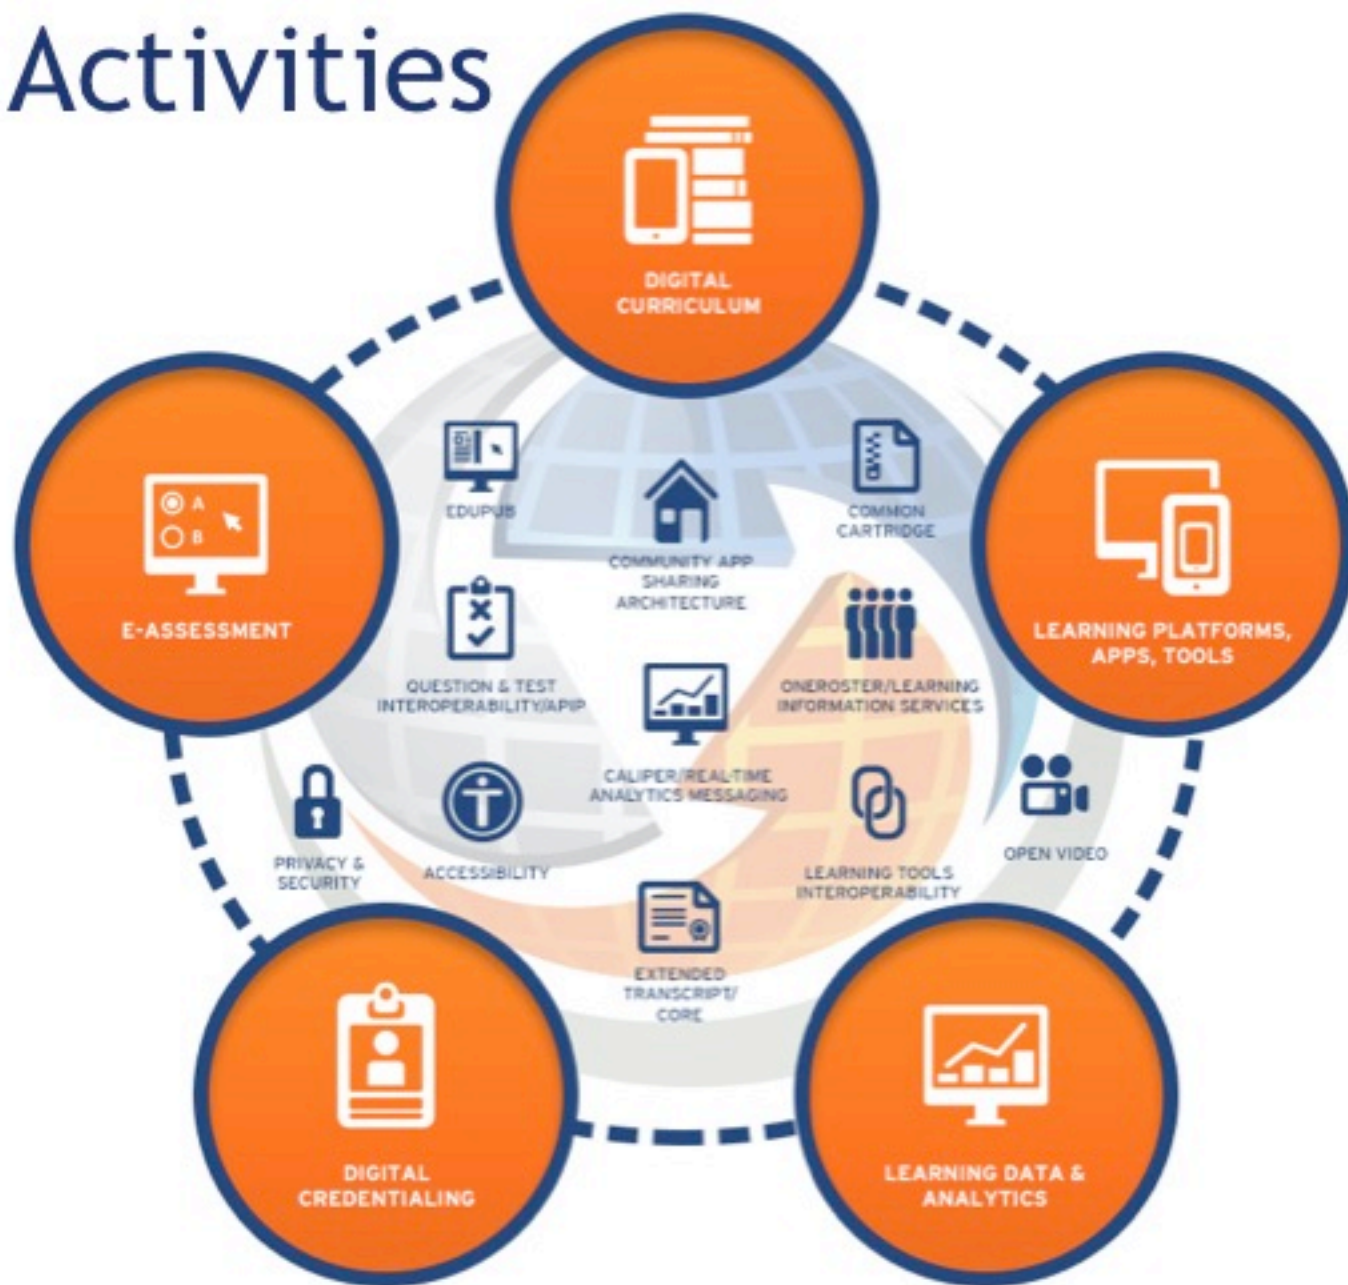 Activities
DIGITAL
CURRICULUM
A
B
E-ASSESSMENT
LEARNING PLATFORMS,
APPS, TOOLS
EDUPUB
COMMUNITY APP
SHARING
ARCHITECTURE
COMMON
CARTRIDGE
QUESTION & TEST
INTEROPERABILITY/APIP
ONEROSTER/LEARNING
INFORMATION SERVICES
CALIPER/REAL-TIME
ANALYTICS MESSAGING
PRIVACY &
SECURITY
ACCESSIBILITY
LEARNING TOOLS
INTEROPERABILITY
OPEN VIDEO
EXTENDED
TRANSCRIPT/
CORE
DIGITAL
CREDENTIALING
LEARNING DATA &
ANALYTICS